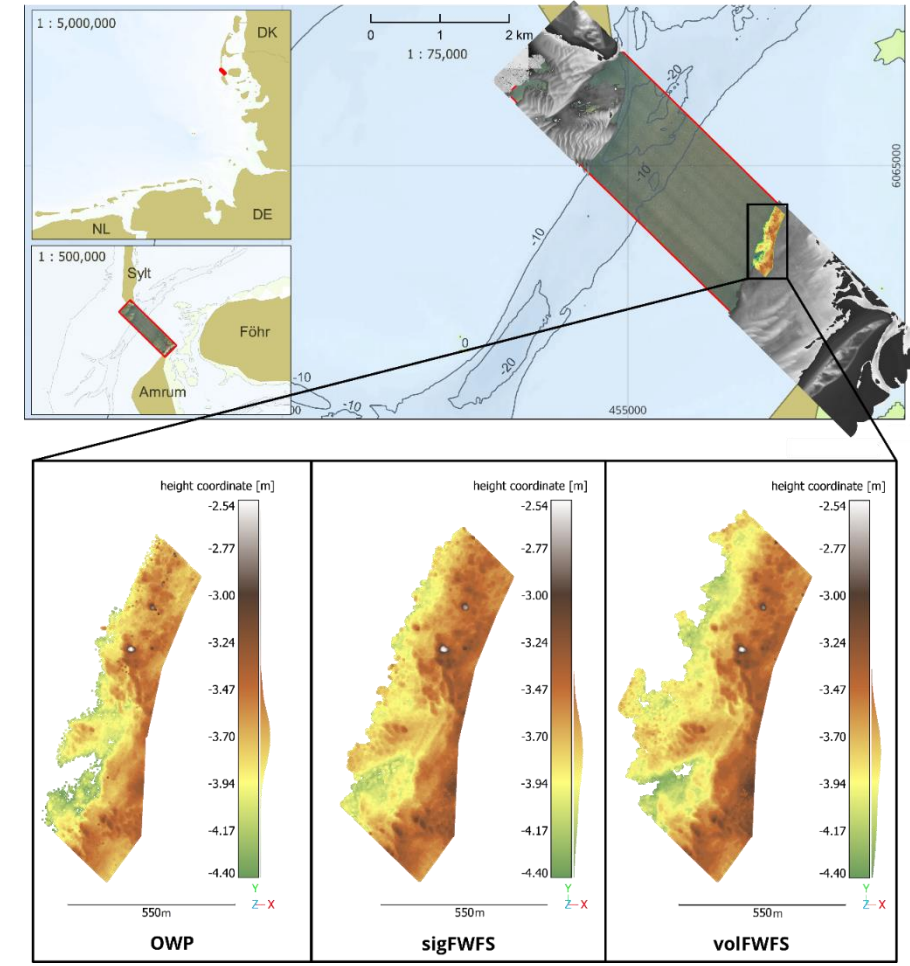 1 : 5,000,000
DK
DE
NL
1 : 500,000
Sylt
Föhr
Amrum
-10
-10
00
0 1 2 km
1 : 75,000
-20
-10
-10
0
-20
6065000
455000
height coordinate [m]
-2.54
-2.77
-3.00
-3.24
-3.47
-3.70
-3.94
-4.17
-4.40
Y
Z X
550m
OWP
height coordinate [m]
-2.54
-2.77
-3.00
-3.24
-3.47
-3.70
-3.94
-4.17
-4.40
Y
Z X
550m
sigFWFS
height coordinate [m]
-2.54
-2.77
-3.00
-3.24
-3.47
-3.70
-3.94
-4.17
-4.40
Y
Z X
550m
volFWFS